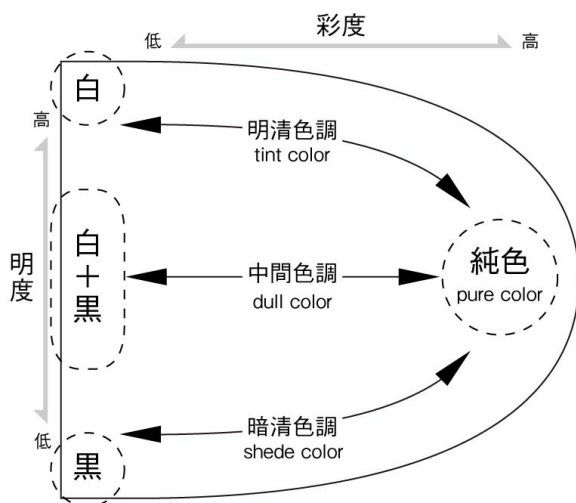 彩度
低
高
白
高
明清色調
tint color
明度
白+黒
中間色調
dull color
純色
pure color
暗清色調
shede color
低
黒